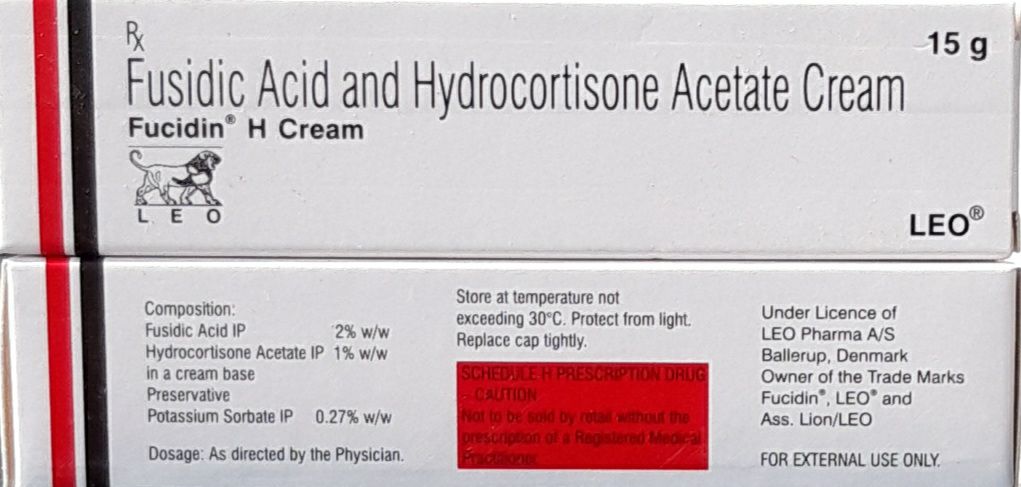 Rx
15 g
Fusidic Acid and Hydrocortisone Acetate Cream
Fucidin® H Cream
LEO
LEO®
Composition:
Fusidic Acid IP 2% w/w
Hydrocortisone Acetate IP 1% w/w
in a cream base
Preservative
Potassium Sorbate IP 0.27% w/w
Dosage: As directed by the Physician.
Store at temperature not
exceeding 30°C. Protect from light.
Replace cap tightly.
SCHEDULE H PRESCRIPTION DRUG
- CAUTION
Not to be sold by retail without the
prescription of a Registered Medical
Practitioner.
Under Licence of
LEO Pharma A/S
Ballerup, Denmark
Owner of the Trade Marks
Fucidin®, LEO® and
Ass. Lion/LEO
FOR EXTERNAL USE ONLY.